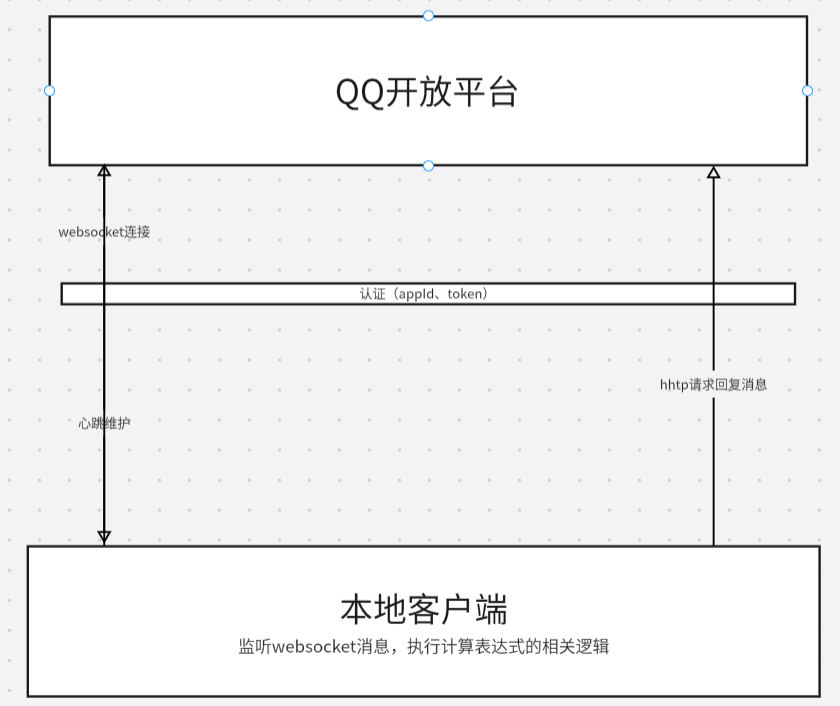 QQ开放平台
websocket连接
认证（appId、token）
hhtp请求回复消息
心跳维护
本地客户端
监听websocket消息，执行计算表达式的相关逻辑